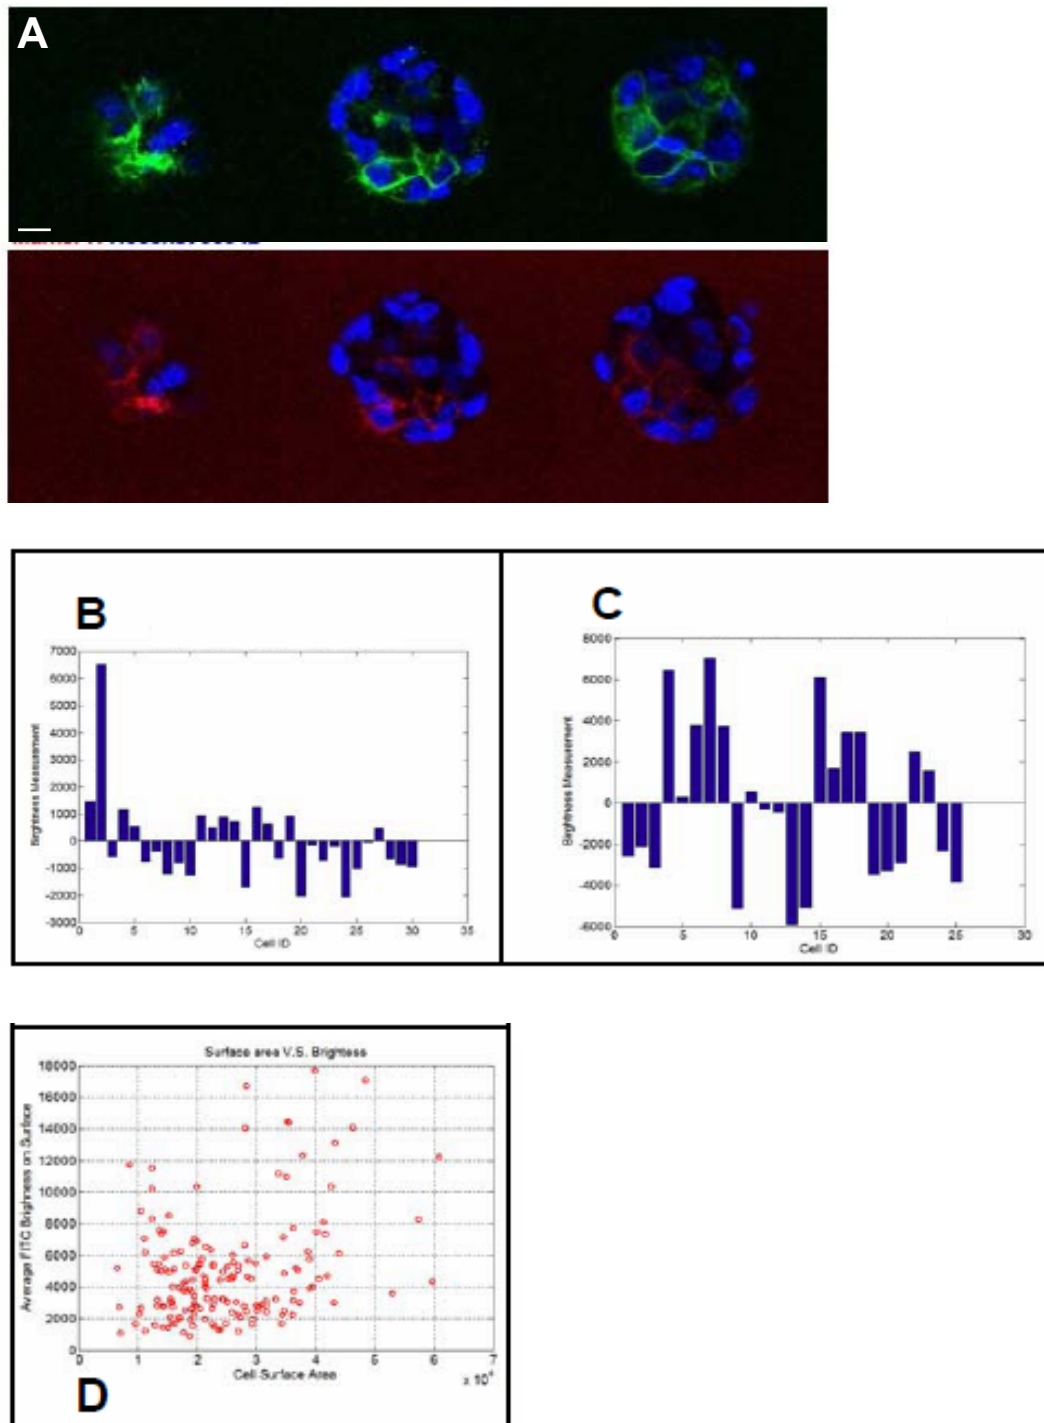 A
B
7000
6000
5000
4000
3000
2000
1000
0
-1000
-2000
-3000
0 5 10 15 20 25 30 35
Brightness Measurement
Cell ID
C
8000
6000
4000
2000
0
-2000
-4000
-6000
0 5 10 15 20 25 30
Brightness Measurement
Cell ID
Surface area V.S. Brightess
18000
16000
14000
12000
10000
8000
6000
4000
2000
0
0 1 2 3 4 5 6 7
x 10⁴
Average FITC Brighness on Surface
Cell Surface Area
D